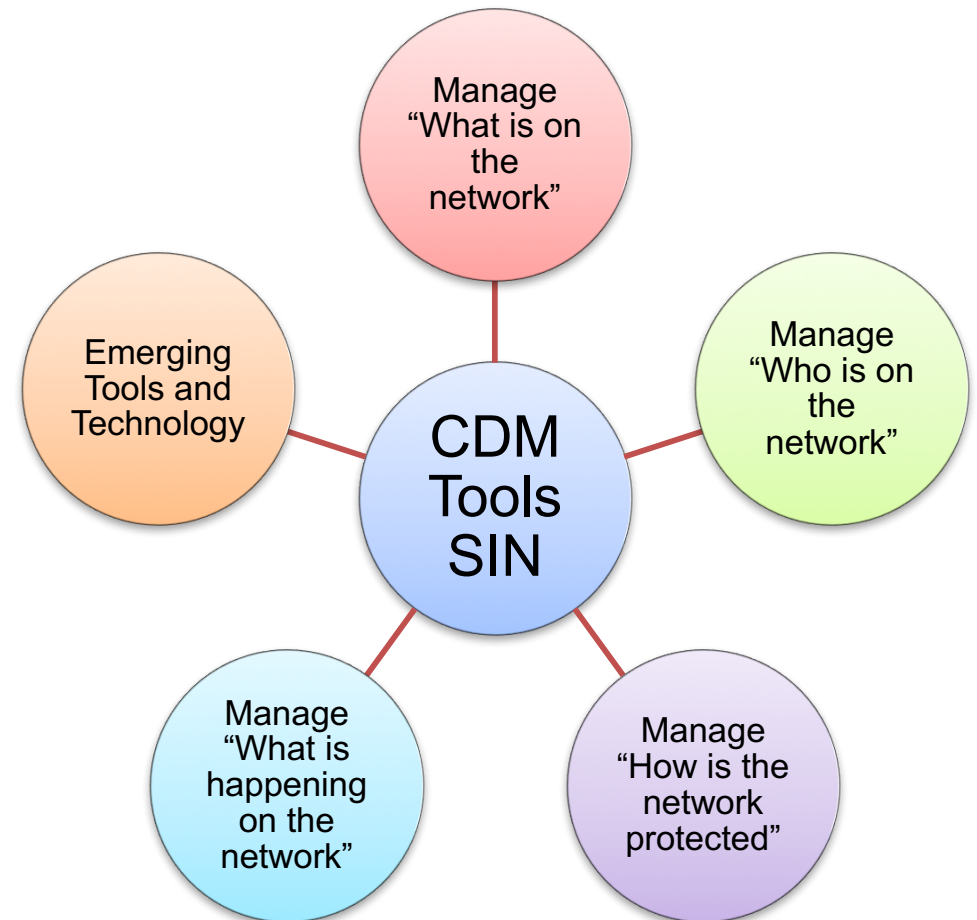 Manage
“What is on
the
network”
Emerging
Tools and
Technology
Manage
“Who is on
the
network”
CDM
Tools
SIN
Manage
“What is
happening
on the
network”
Manage
“How is the
network
protected”